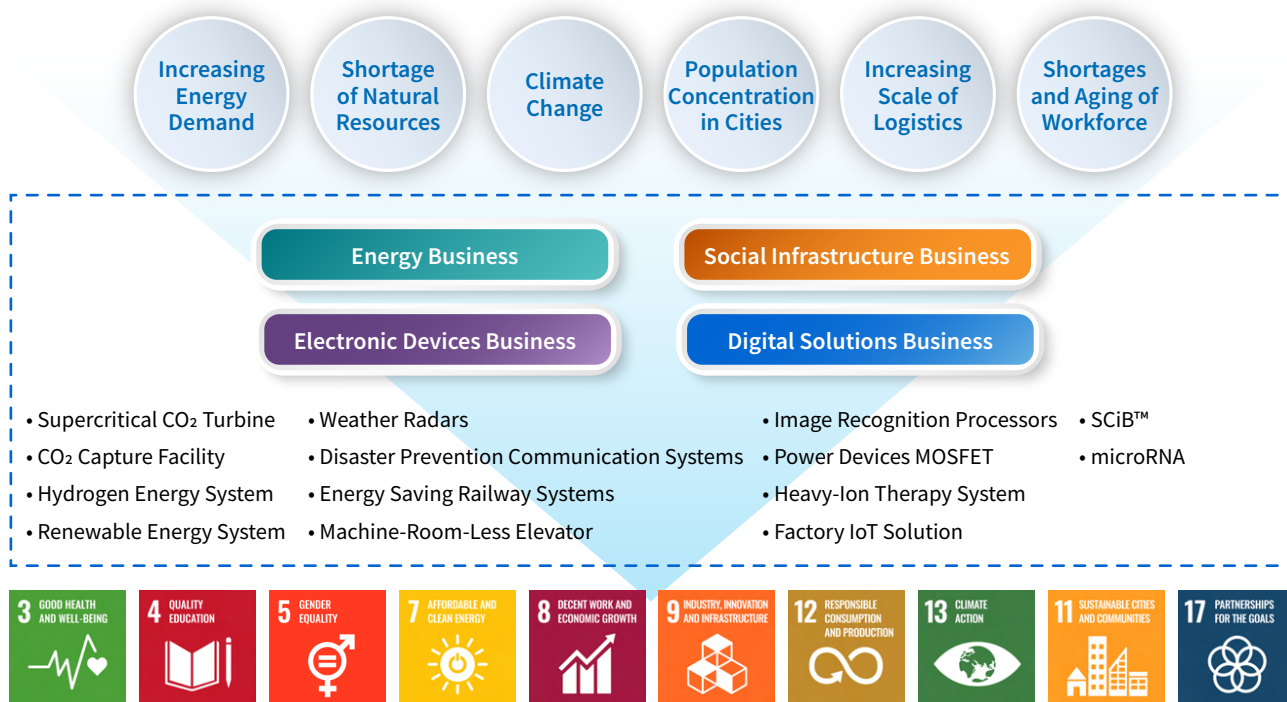 Increasing
Energy
Demand
Shortage
of Natural
Resources
Climate
Change
Population
Concentration
in Cities
Increasing
Scale of
Logistics
Shortages
and Aging of
Workforce
Energy Business
Social Infrastructure Business
Electronic Devices Business
Digital Solutions Business
• Supercritical CO₂ Turbine
• CO₂ Capture Facility
• Hydrogen Energy System
• Renewable Energy System
• Weather Radars
• Disaster Prevention Communication Systems
• Energy Saving Railway Systems
• Machine-Room-Less Elevator
• Image Recognition Processors
• Power Devices MOSFET
• Heavy-Ion Therapy System
• Factory IoT Solution
• SCiB™
• microRNA
3 GOOD HEALTH
AND WELL-BEING
4 QUALITY
EDUCATION
5 GENDER
EQUALITY
7 AFFORDABLE AND
CLEAN ENERGY
8 DECENT WORK AND
ECONOMIC GROWTH
9 INDUSTRY, INNOVATION
AND INFRASTRUCTURE
12 RESPONSIBLE
CONSUMPTION
AND PRODUCTION
13 CLIMATE
ACTION
11 SUSTAINABLE CITIES
AND COMMUNITIES
17 PARTNERSHIPS
FOR THE GOALS